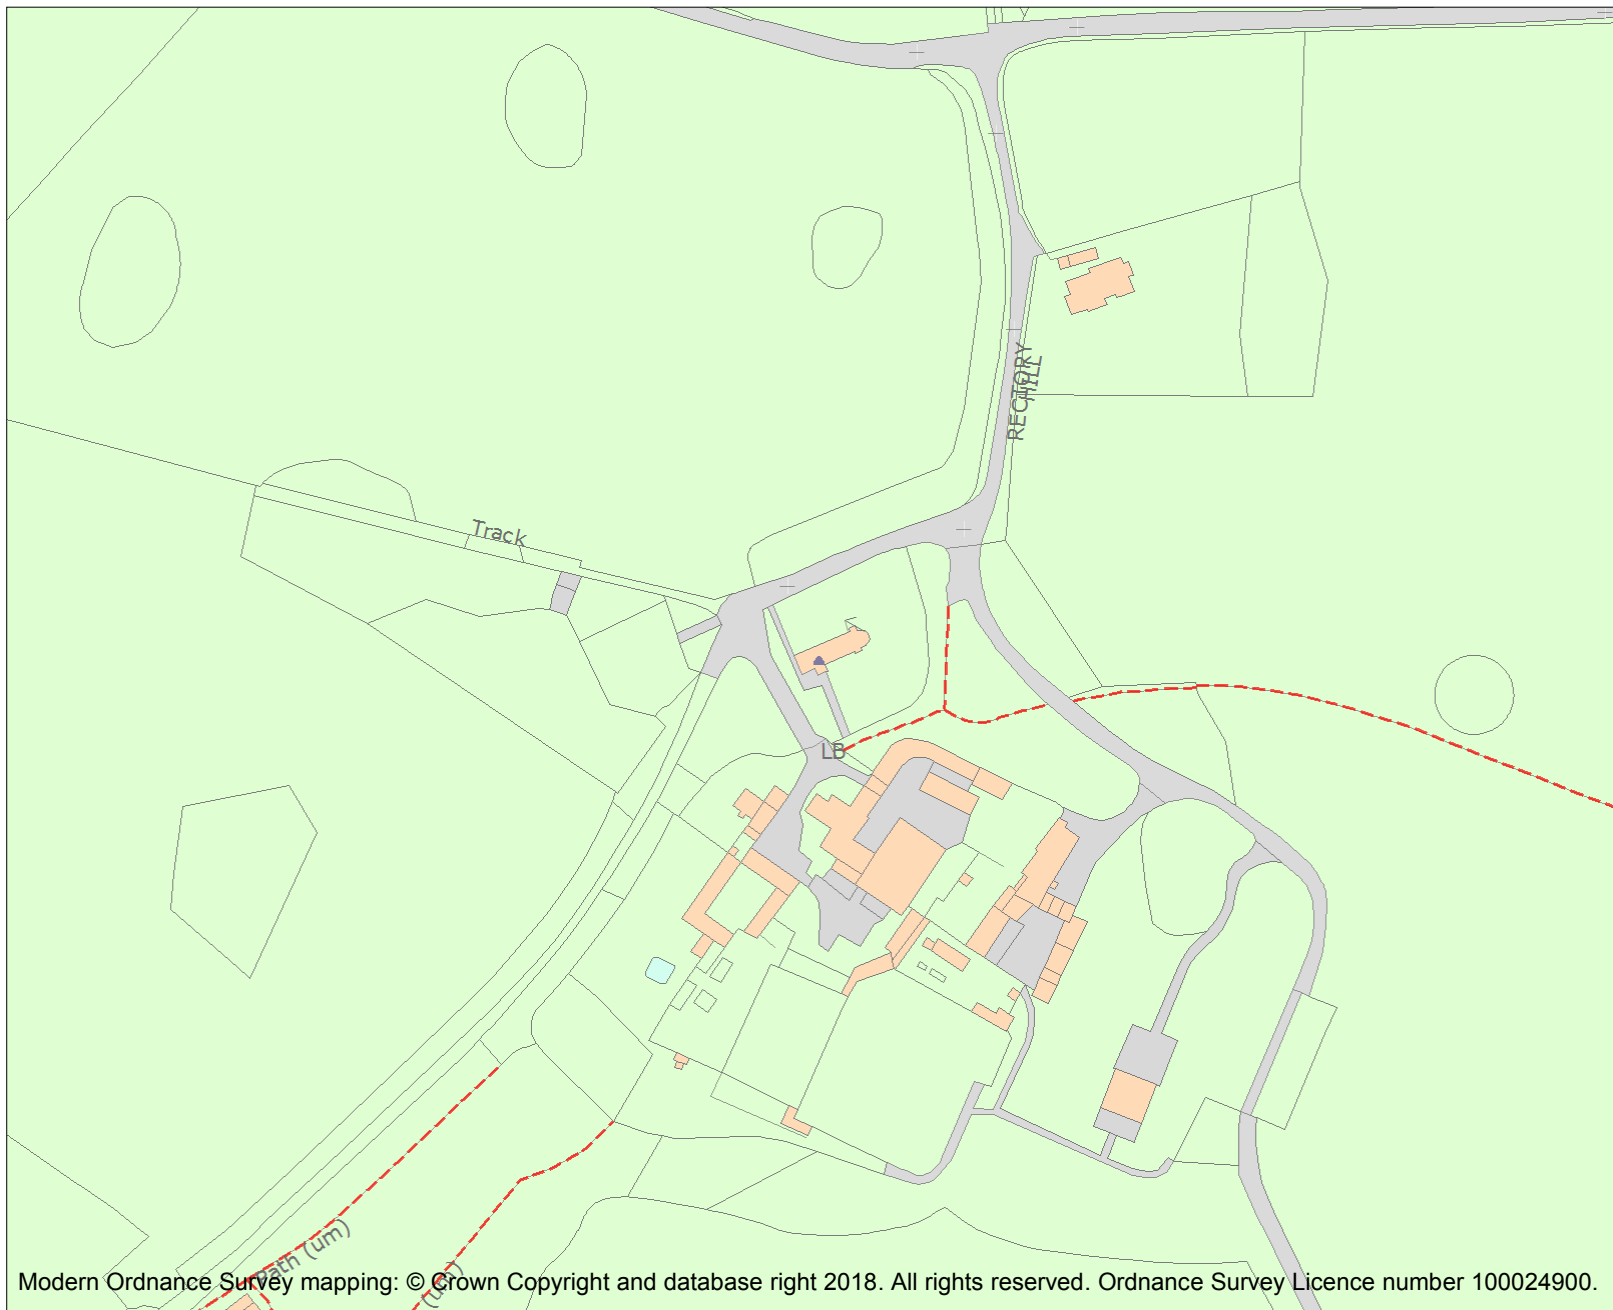 RECTORY
HILL
Track
LB
Path (um)
(um)
Modern Ordnance Survey mapping: © Crown Copyright and database right 2018. All rights reserved. Ordnance Survey Licence number 100024900.